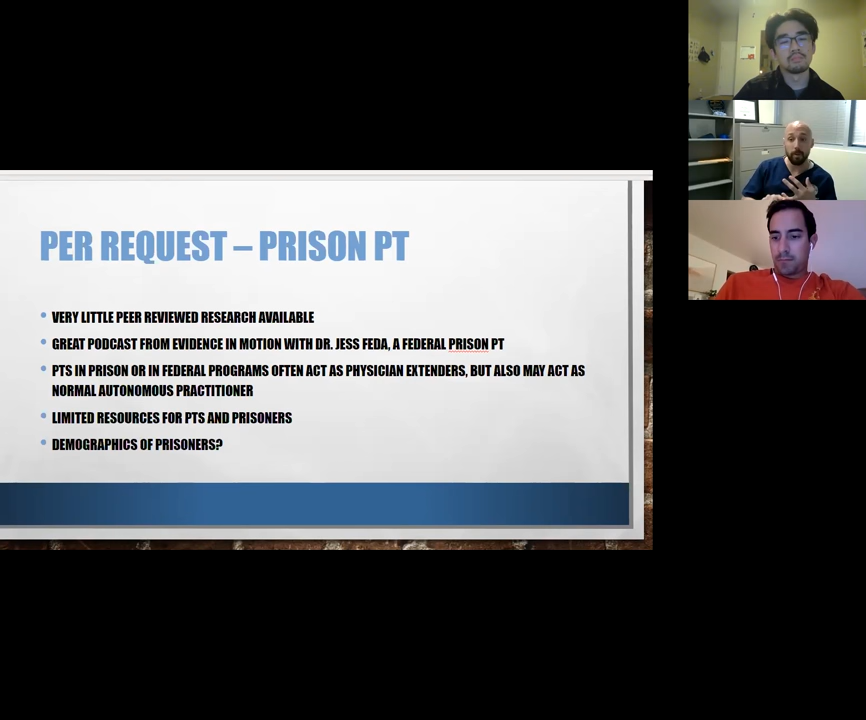 PER REQUEST – PRISON PT
• VERY LITTLE PEER REVIEWED RESEARCH AVAILABLE
• GREAT PODCAST FROM EVIDENCE IN MOTION WITH DR. JESS FEDA, A FEDERAL PRISON PT
• PTS IN PRISON OR IN FEDERAL PROGRAMS OFTEN ACT AS PHYSICIAN EXTENDERS, BUT ALSO MAY ACT AS
NORMAL AUTONOMOUS PRACTITIONER
• LIMITED RESOURCES FOR PTS AND PRISONERS
• DEMOGRAPHICS OF PRISONERS?